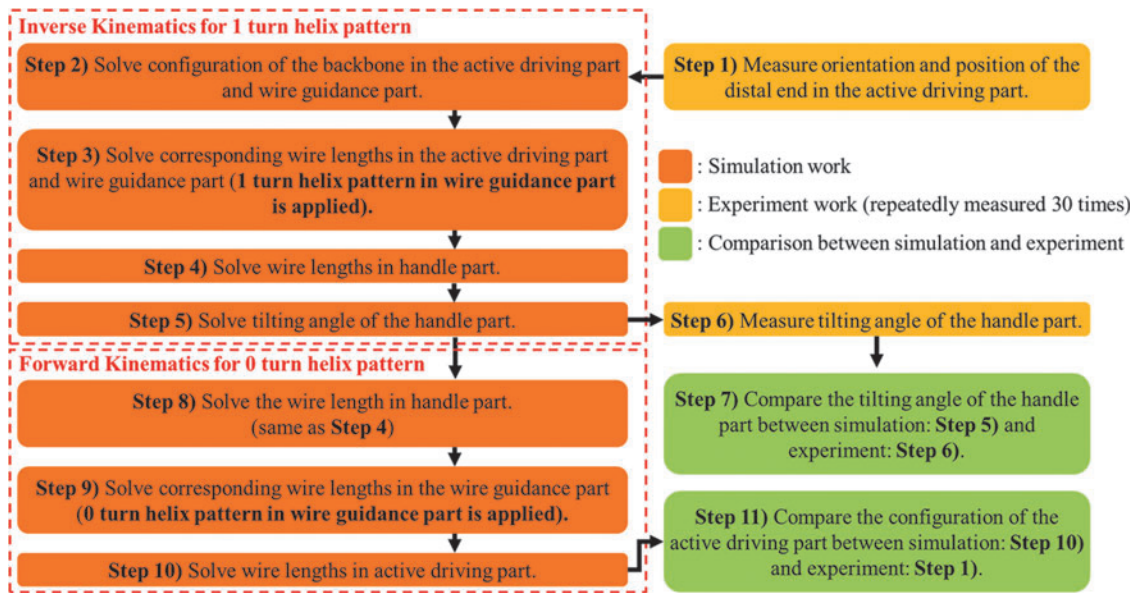 Inverse Kinematics for 1 turn helix pattern
Step 2) Solve configuration of the backbone in the active driving part
and wire guidance part.
Step 1) Measure orientation and position of the
distal end in the active driving part.
Step 3) Solve corresponding wire lengths in the active driving part
and wire guidance part (1 turn helix pattern in wire guidance part
is applied).
: Simulation work
: Experiment work (repeatedly measured 30 times)
: Comparison between simulation and experiment
Step 4) Solve wire lengths in handle part.
Step 5) Solve tilting angle of the handle part.
Step 6) Measure tilting angle of the handle part.
Forward Kinematics for 0 turn helix pattern
Step 8) Solve the wire length in handle part.
(same as Step 4)
Step 7) Compare the tilting angle of the handle
part between simulation: Step 5) and
experiment: Step 6).
Step 9) Solve corresponding wire lengths in the wire guidance part
(0 turn helix pattern in wire guidance part is applied).
Step 10) Solve wire lengths in active driving part.
Step 11) Compare the configuration of the
active driving part between simulation: Step 10)
and experiment: Step 1).